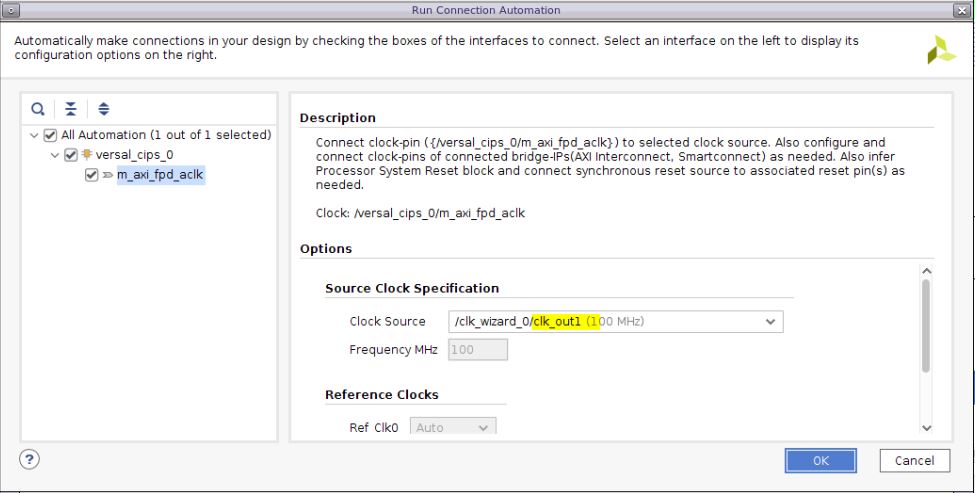 Run Connection Automation
Automatically make connections in your design by checking the boxes of the interfaces to connect. Select an interface on the left to display its
configuration options on the right.
All Automation (1 out of 1 selected)
versal_cips_0
m_axi_fpd_aclk
Description
Connect clock-pin ({/versal_cips_0/m_axi_fpd_aclk}) to selected clock source. Also configure and
connect clock-pins of connected bridge-IPs(AXI Interconnect, Smartconnect) as needed. Also infer
Processor System Reset block and connect synchronous reset source to associated reset pin(s) as
needed.
Clock: /versal_cips_0/m_axi_fpd_aclk
Options
Source Clock Specification
Clock Source /clk_wizard_0/clk_out1 (100 MHz)
Frequency MHz 100
Reference Clocks
Ref Clk0 Auto
?
OK Cancel